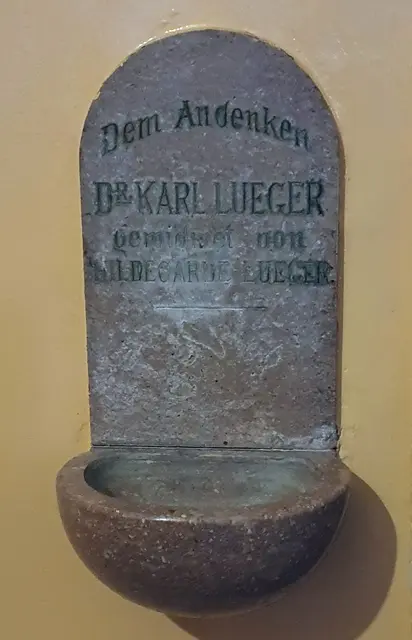 Dem Andenken
DR. KARL LUEGER
gewidmet von
HILDEGARDE LUEGER.